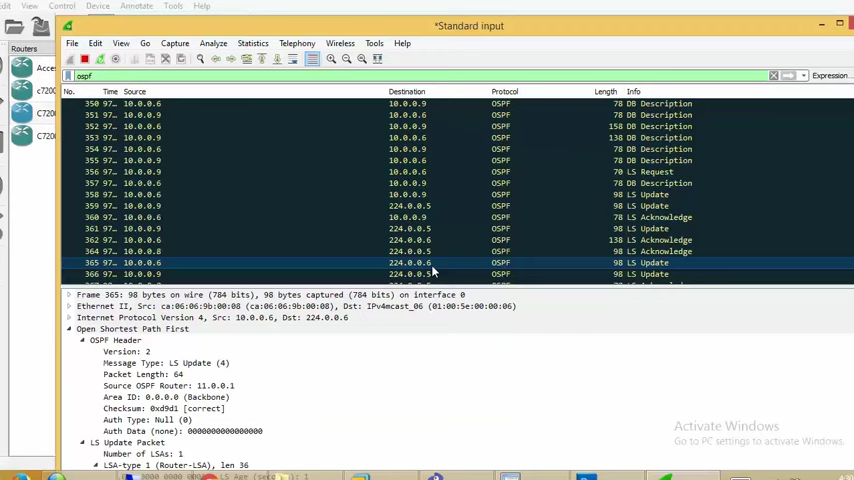 dit View Control Device Annotate Tools Help
Routers
Acces
c7200
C720
C7200
*Standard input
File Edit View Go Capture Analyze Statistics Telephony Wireless Tools Help
ospf
Expression...
No. Time Source Destination Protocol Length Info
350 97… 10.0.0.6 10.0.0.9 OSPF 78 DB Description
351 97… 10.0.0.9 10.0.0.6 OSPF 78 DB Description
352 97… 10.0.0.6 10.0.0.9 OSPF 158 DB Description
353 97… 10.0.0.9 10.0.0.6 OSPF 138 DB Description
354 97… 10.0.0.6 10.0.0.9 OSPF 78 DB Description
355 97… 10.0.0.9 10.0.0.6 OSPF 78 DB Description
356 97… 10.0.0.9 10.0.0.6 OSPF 70 LS Request
357 97… 10.0.0.6 10.0.0.9 OSPF 78 DB Description
358 97… 10.0.0.6 10.0.0.9 OSPF 98 LS Update
359 97… 10.0.0.9 224.0.0.5 OSPF 98 LS Update
360 97… 10.0.0.6 10.0.0.9 OSPF 98 LS Acknowledge
361 97… 10.0.0.9 224.0.0.5 OSPF 98 LS Update
362 97… 10.0.0.6 224.0.0.6 OSPF 138 LS Acknowledge
364 97… 10.0.0.8 224.0.0.5 OSPF 98 LS Acknowledge
365 97… 10.0.0.6 224.0.0.6 OSPF 98 LS Update
366 97… 10.0.0.9 224.0.0.5 OSPF 98 LS Update
Frame 365: 98 bytes on wire (784 bits), 98 bytes captured (784 bits) on interface 0
Ethernet II, Src: ca:06:06:9b:00:08 (ca:06:06:9b:00:08), Dst: IPv4mcast_06 (01:00:5e:00:00:06)
Internet Protocol Version 4, Src: 10.0.0.6, Dst: 224.0.0.6
Open Shortest Path First
OSPF Header
Version: 2
Message Type: LS Update (4)
Packet Length: 64
Source OSPF Router: 11.0.0.1
Area ID: 0.0.0.0 (Backbone)
Checksum: 0xd9d1 [correct]
Auth Type: Null (0)
Auth Data (none): 0000000000000000
LS Update Packet
Number of LSAs: 1
LSA-type 1 (Router-LSA), len 36
Activate Windows
Go to PC settings to activate Windows.